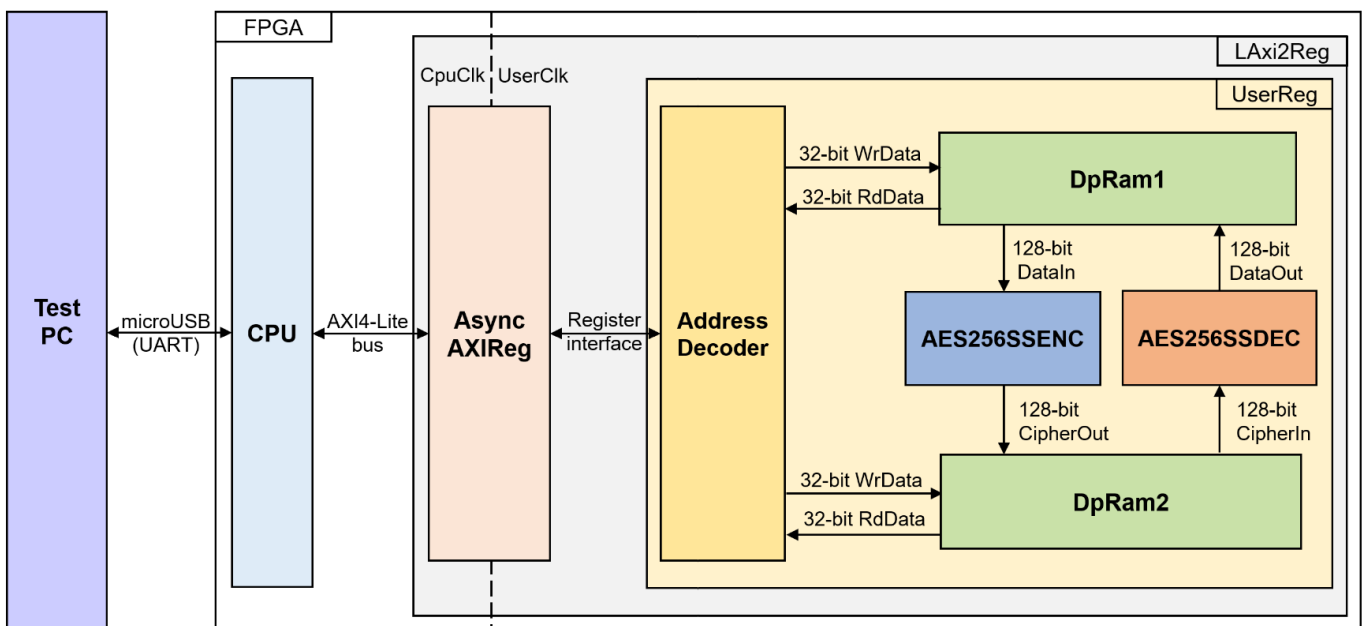 FPGA
LAxi2Reg
CpuClk
UserClk
UserReg
Test
PC
microUSB
(UART)
CPU
AXI4-Lite
bus
Async
AXIReg
Register
interface
Address
Decoder
32-bit WrData
32-bit RdData
DpRam1
128-bit
DataIn
128-bit
DataOut
AES256SSENC
AES256SSDEC
128-bit
CipherOut
128-bit
CipherIn
32-bit WrData
32-bit RdData
DpRam2